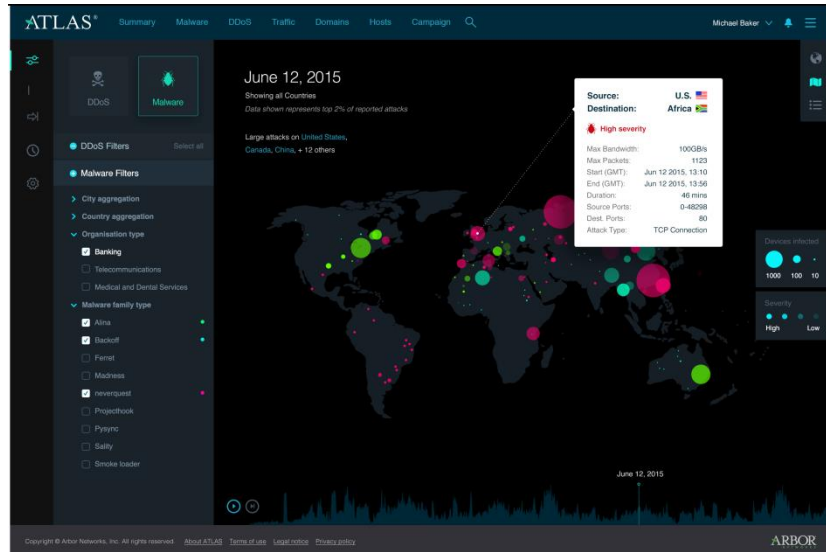 ATLAS® Summary Malware DDoS Traffic Domains Hosts Campaign Michael Baker
DDoS Malware
DDoS Filters Select all
Malware Filters
City aggregation
Country aggregation
Organisation type
Banking
Telecommunications
Medical and Dental Services
Malware family type
Alina
Backoff
Ferret
Madness
neverquest
Projecthook
Pysync
Sality
Smoke loader
June 12, 2015
Showing all Countries
Data shown represents top 2% of reported attacks
Large attacks on United States,
Canada, China, + 12 others
Source: U.S.
Destination: Africa
High severity
Max Bandwidth: 100GB/s
Max Packets: 1123
Start (GMT): Jun 12 2015, 13:10
End (GMT): Jun 12 2015, 13:56
Duration: 46 mins
Source Ports: 0-48298
Dest. Ports: 80
Attack Type: TCP Connection
Devices infected
1000 100 10
Severity
High Low
June 12, 2015
Copyright © Arbor Networks, Inc. All rights reserved. About ATLAS Terms of use Legal notice Privacy policy
ARBOR